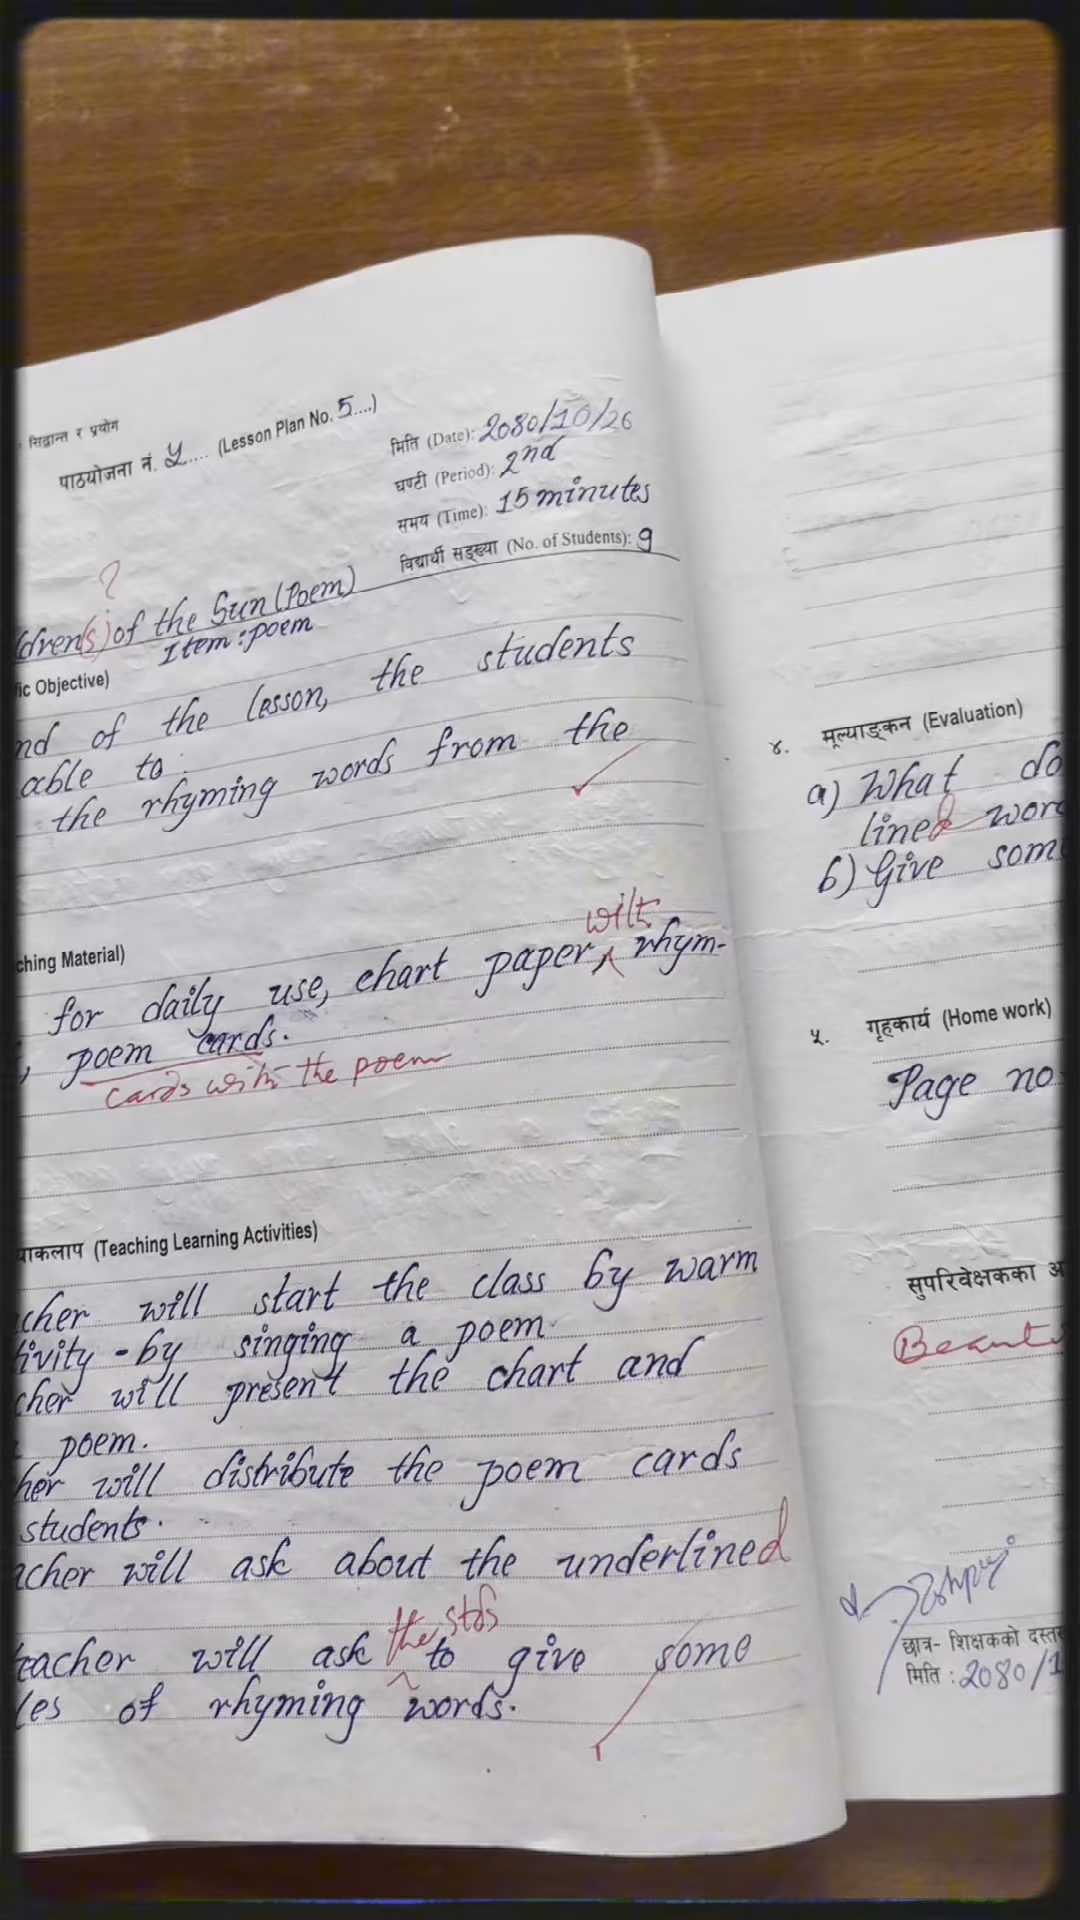 सिद्धान्त र प्रयोग
पाठयोजना नं. ५..... (Lesson Plan No. 5....)
मिति (Date): 2080/10/26
घण्टी (Period): 2nd
समय (Time): 15 minutes
विद्यार्थी सङ्ख्या (No. of Students): 9
?
dren(s) of the Sun (Poem)
Item : poem
ic Objective)
nd of the lesson, the students
able to
the rhyming words from the
ching Material)
with
for daily use, chart paper, rhym-
, poem cards.
cards with the poem
याकलाप (Teaching Learning Activities)
cher will start the class by warm
ivity - by singing a poem.
cher will present the chart and
poem.
her will distribute the poem cards
students.
acher will ask about the underlined
the stds
eacher will ask to give some
les of rhyming words.
४. मूल्याङ्कन (Evaluation)
a) What do
lined word
b) Give some
५. गृहकार्य (Home work)
Page no
सुपरिवेक्षकका अ
Beauti
छात्र- शिक्षकको दस्तख
मिति : 2080/1